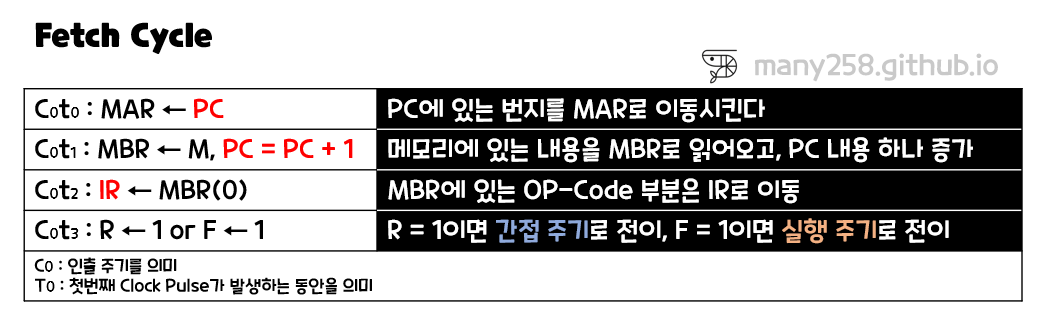 Fetch Cycle
many258.github.io
C0t0 : MAR ← PC
PC에 있는 번지를 MAR로 이동시킨다
C0t1 : MBR ← M, PC = PC + 1
메모리에 있는 내용을 MBR로 읽어오고, PC 내용 하나 증가
C0t2 : IR ← MBR(0)
MBR에 있는 OP-Code 부분은 IR로 이동
C0t3 : R ← 1 or F ← 1
R = 1이면 간접 주기로 전이, F = 1이면 실행 주기로 전이
C0 : 인출 주기를 의미
T0 : 첫번째 Clock Pulse가 발생하는 동안을 의미